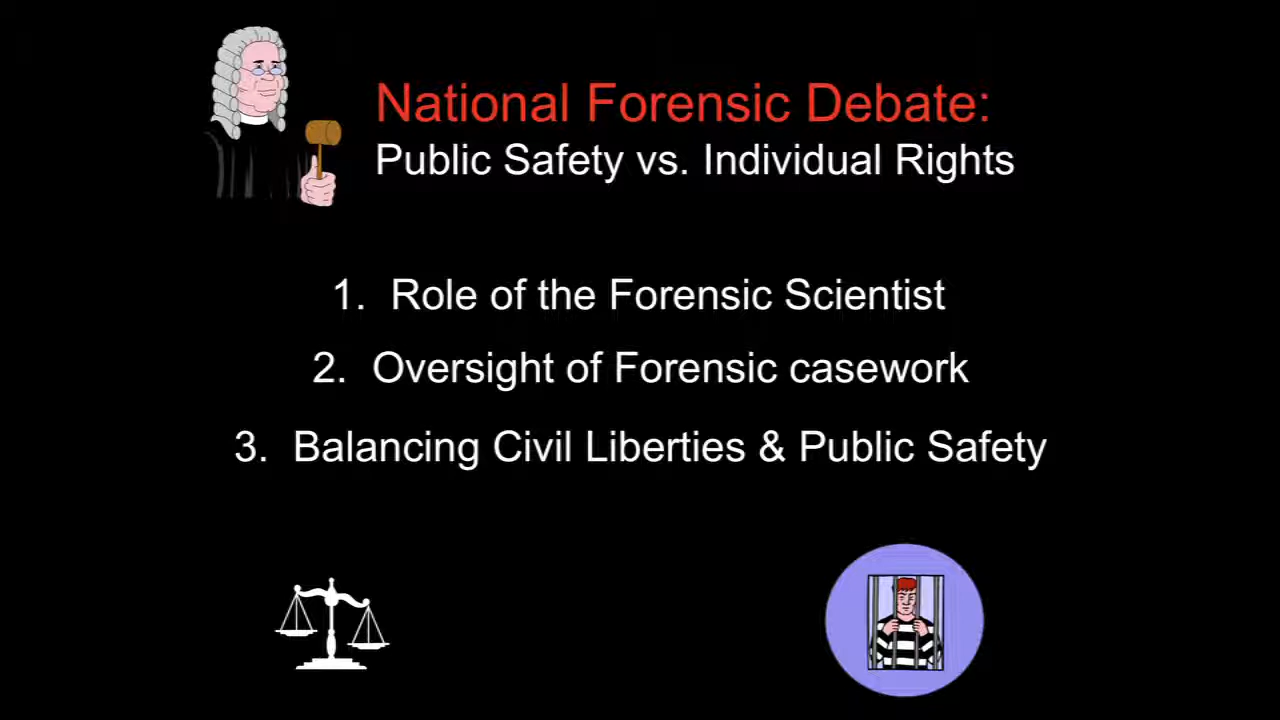 National Forensic Debate:
Public Safety vs. Individual Rights
1. Role of the Forensic Scientist
2. Oversight of Forensic casework
3. Balancing Civil Liberties & Public Safety